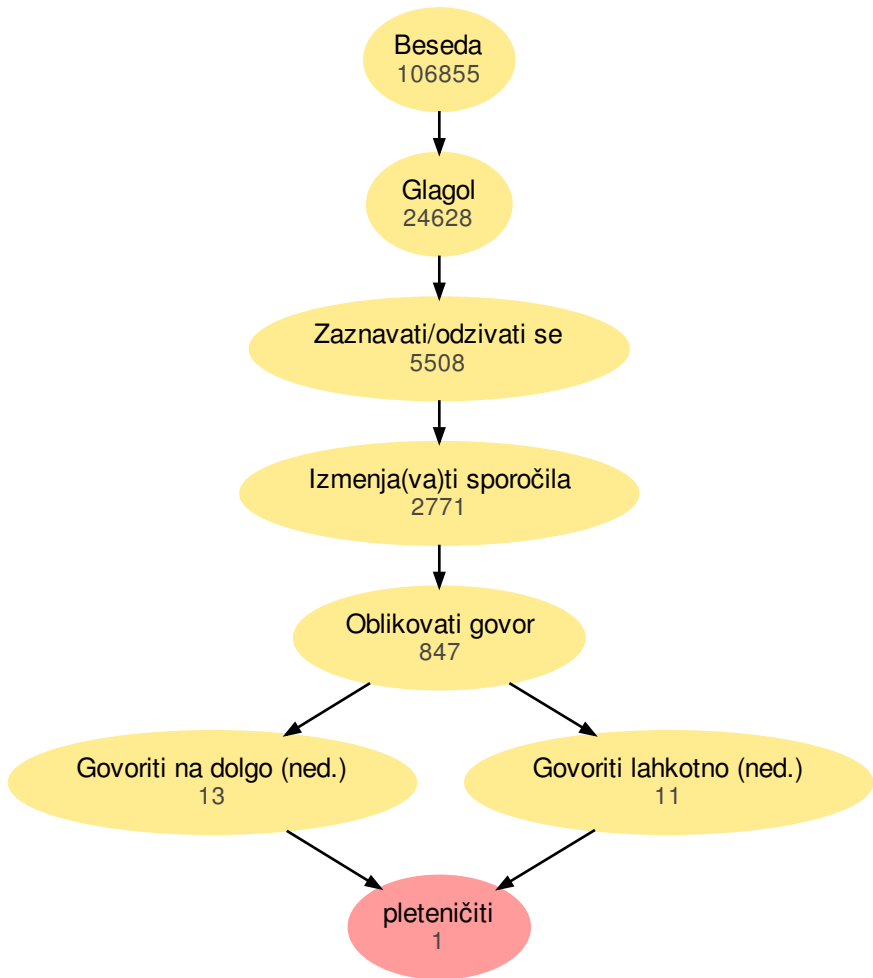 Beseda
106855
Glagol
24628
Zaznavati/odzivati se
5508
Izmenja(va)ti sporočila
2771
Oblikovati govor
847
Govoriti na dolgo (ned.)
13
Govoriti lahkotno (ned.)
11
pleteničiti
1